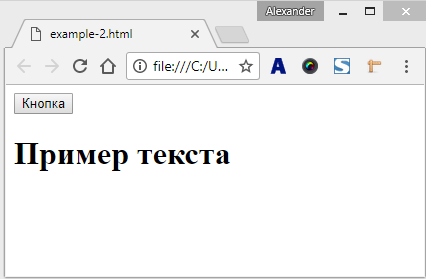 Alexander
example-2.html
file:///C:/U...
Кнопка
Пример текста